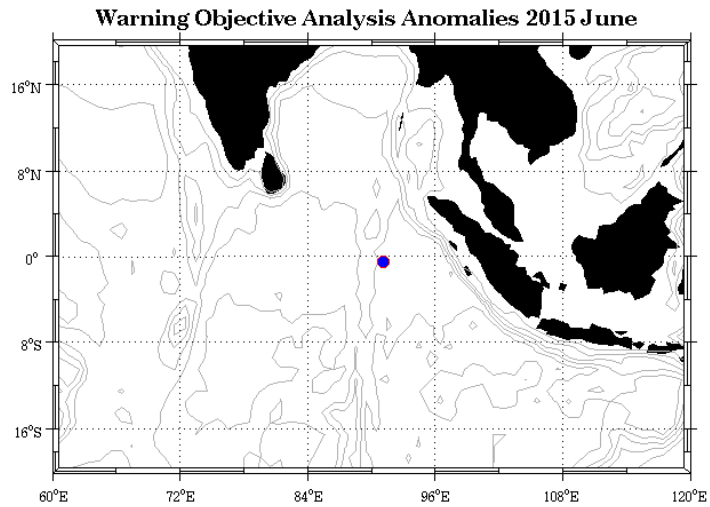 Warning Objective Analysis Anomalies 2015 June
16°N
8°N
0°
8°S
16°S
60°E 72°E 84°E 96°E 108°E 120°E